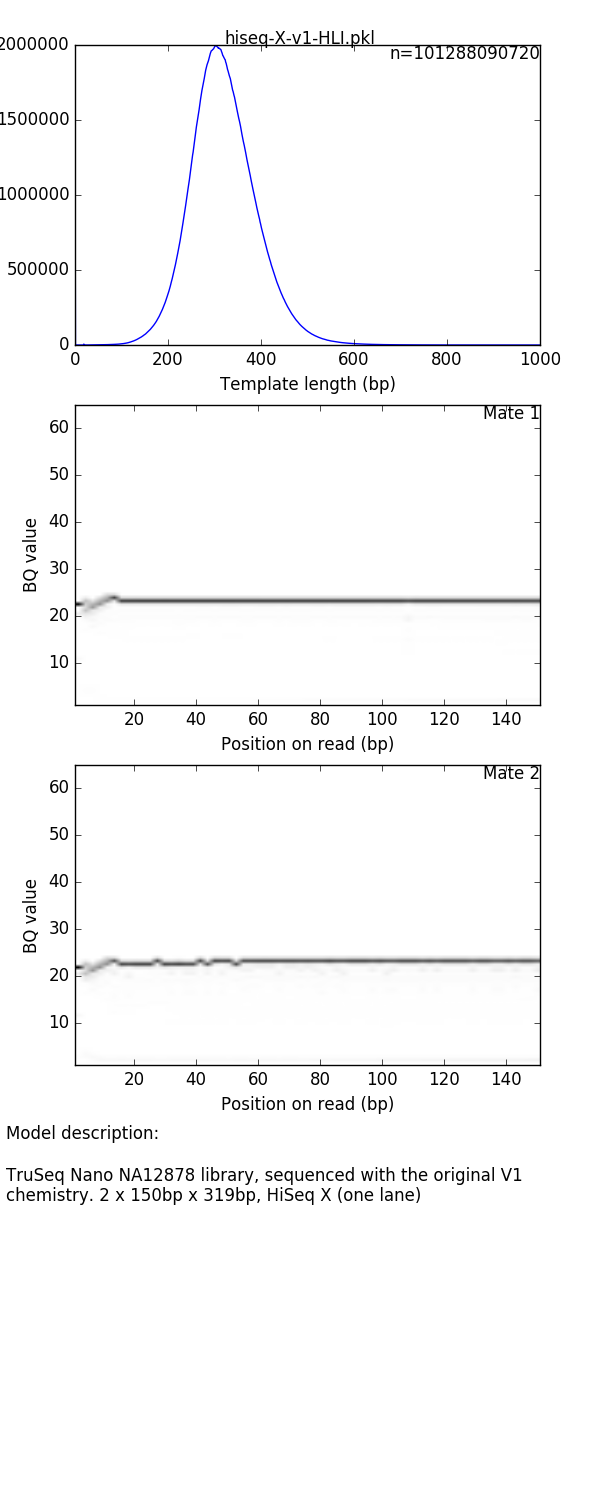 hiseq-X-v1-HLI.pkl
n=101288090720
2000000
1500000
1000000
500000
0
0 200 400 600 800 1000
Template length (bp)
Mate 1
60
50
40
30
20
10
BQ value
20 40 60 80 100 120 140
Position on read (bp)
Mate 2
60
50
40
30
20
10
BQ value
20 40 60 80 100 120 140
Position on read (bp)
Model description:
TruSeq Nano NA12878 library, sequenced with the original V1
chemistry. 2 x 150bp x 319bp, HiSeq X (one lane)